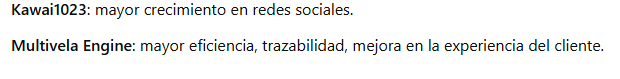 Kawai1023: mayor crecimiento en redes sociales.
Multivela Engine: mayor eficiencia, trazabilidad, mejora en la experiencia del cliente.